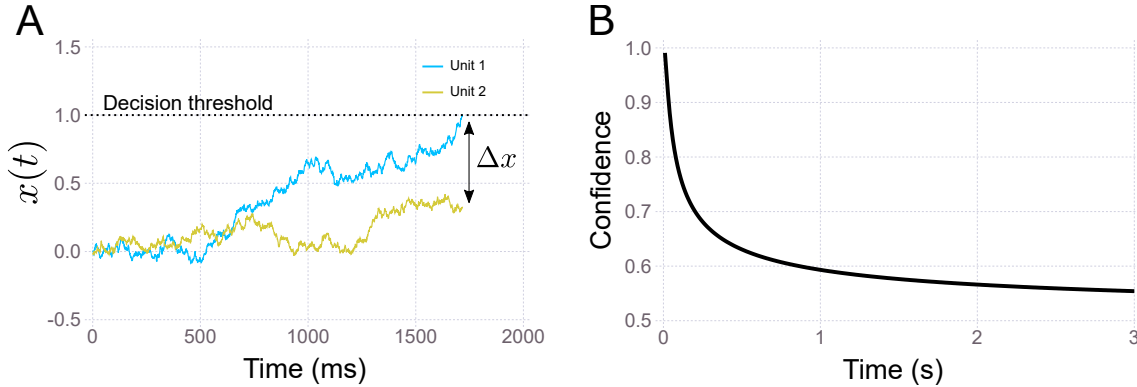 A
1.5
Unit 1
Unit 2
Decision threshold
1.0
Δx
x(t)
0.5
0.0
-0.5
0
500
1000
1500
2000
Time (ms)
B
1.0
0.9
0.8
Confidence
0.7
0.6
0.5
0
1
2
3
Time (s)